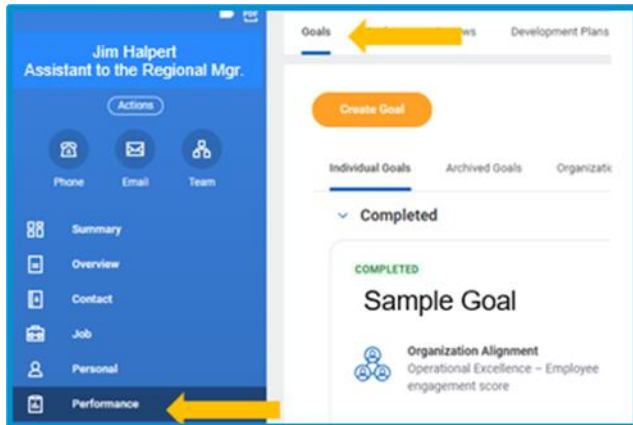 PDF
Jim Halpert
Assistant to the Regional Mgr.
Actions
Phone Email Team
Summary
Overview
Contact
Job
Personal
Performance
Goals Development Plans
Create Goal
Individual Goals Archived Goals
Completed
COMPLETED
Sample Goal
Organization Alignment
Operational Excellence – Employee
engagement score